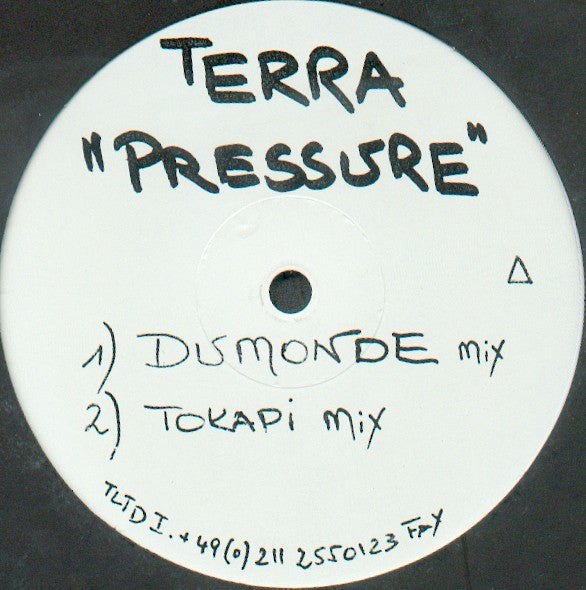 TERRA
"PRESSURE"
Δ
1) DUMONDE mix
2) TOKAPi mix
TLTD I. +49(0) 211 2550123 FAX